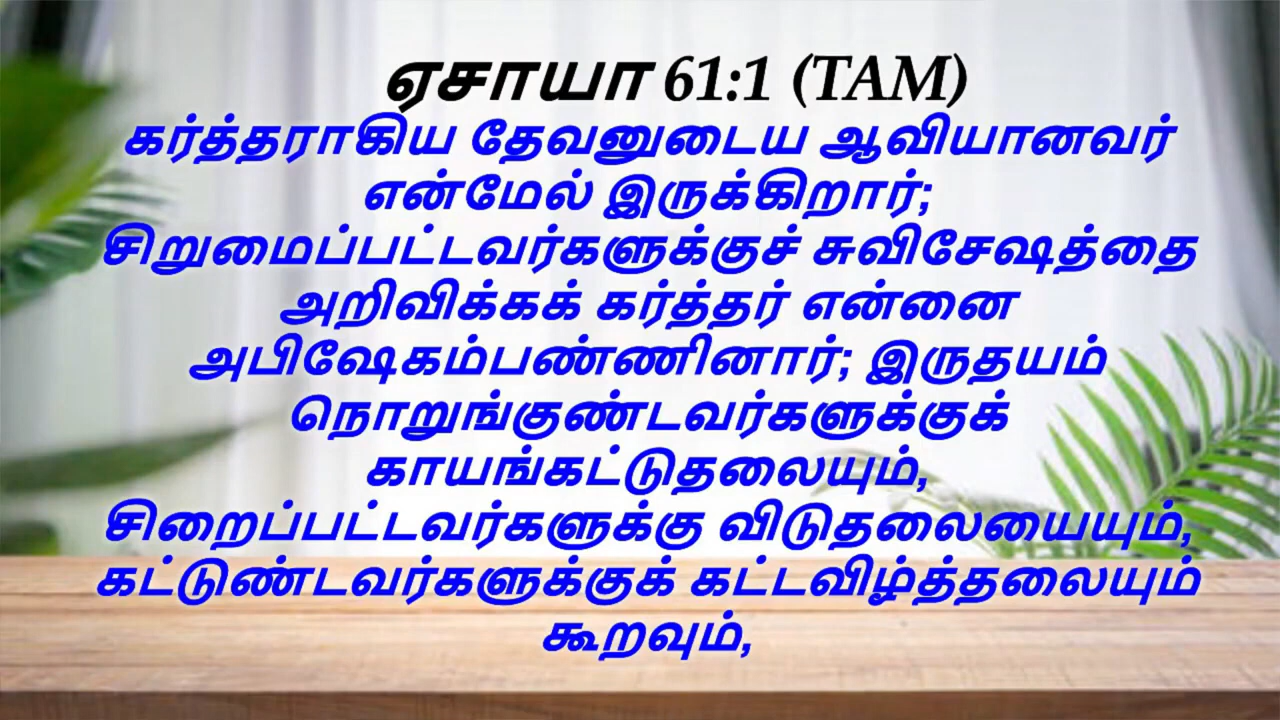 ஏசாயா 61:1 (TAM)
கர்த்தராகிய தேவனுடைய ஆவியானவர்
என்மேல் இருக்கிறார்;
சிறுமைப்பட்டவர்களுக்குச் சுவிசேஷத்தை
அறிவிக்கக் கர்த்தர் என்னை
அபிஷேகம்பண்ணினார்; இருதயம்
நொறுங்குண்டவர்களுக்குக்
காயங்கட்டுதலையும்,
சிறைப்பட்டவர்களுக்கு விடுதலையையும்,
கட்டுண்டவர்களுக்குக் கட்டவிழ்த்தலையும்
கூறவும்,